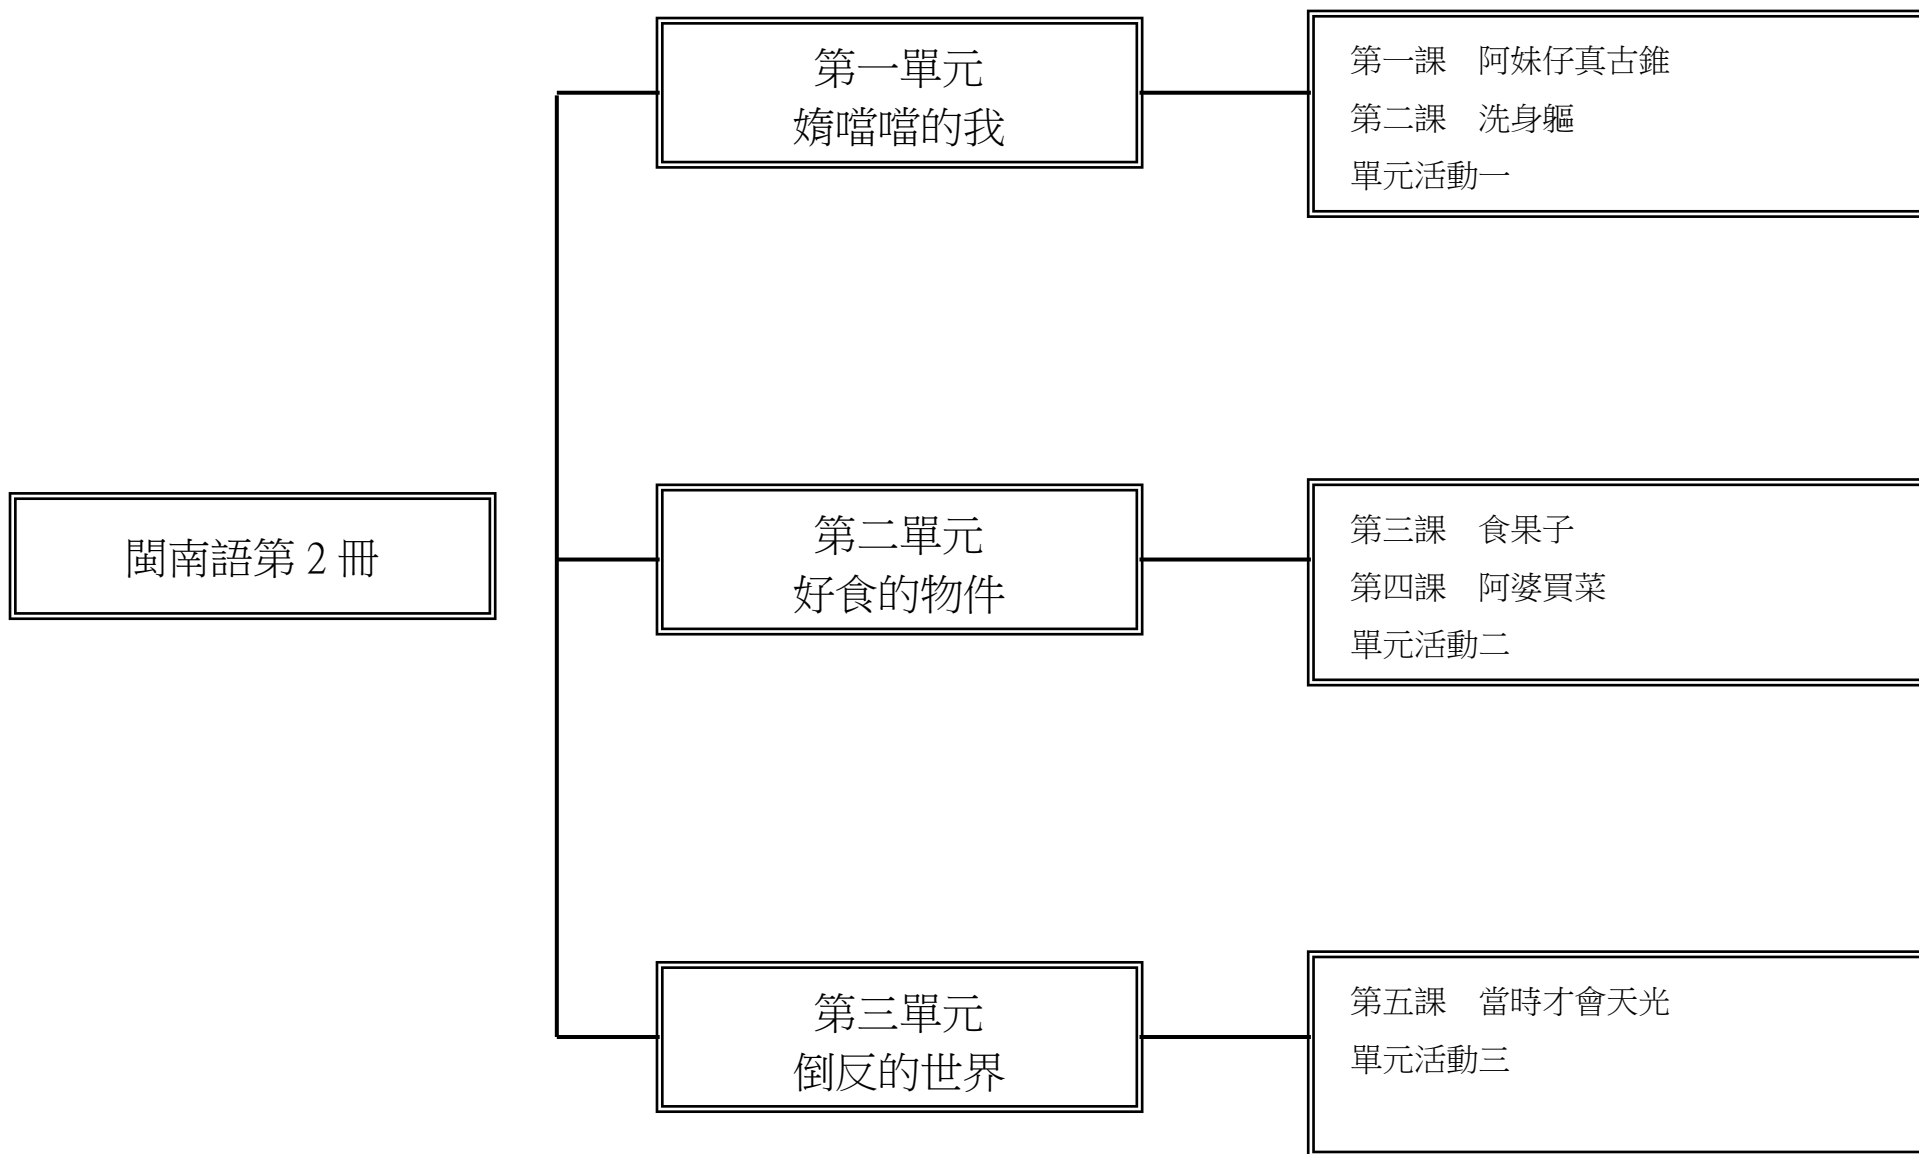 閩南語第 2 冊
第一單元
媠噹噹的我
第一課　阿妹仔真古錐
第二課　洗身軀
單元活動一
第二單元
好食的物件
第三課　食果子
第四課　阿婆買菜
單元活動二
第三單元
倒反的世界
第五課　當時才會天光
單元活動三